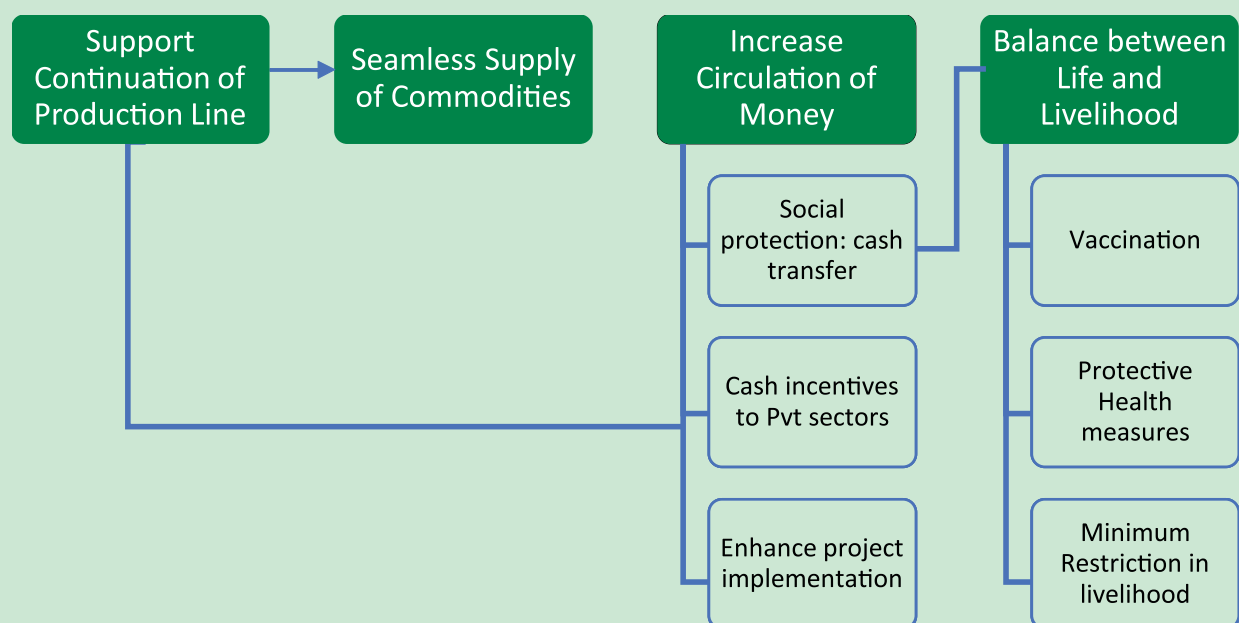 Support
Continuation of
Production Line
Seamless Supply
of Commodities
Increase
Circulation of
Money
Balance between
Life and
Livelihood
Social
protection: cash
transfer
Vaccination
Cash incentives
to Pvt sectors
Protective
Health
measures
Enhance project
implementation
Minimum
Restriction in
livelihood